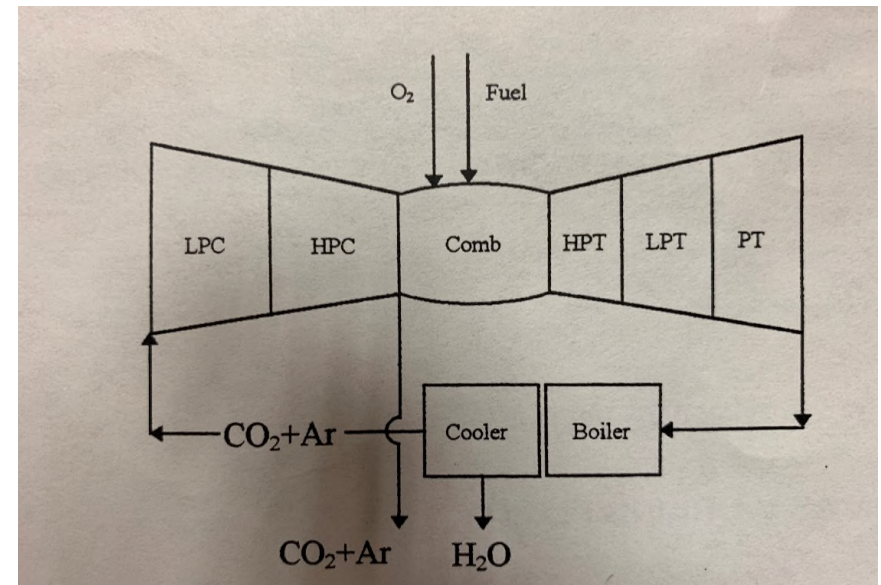 O₂
Fuel
LPC
HPC
Comb
HPT
LPT
PT
CO₂+Ar
Cooler
Boiler
CO₂+Ar
H₂O